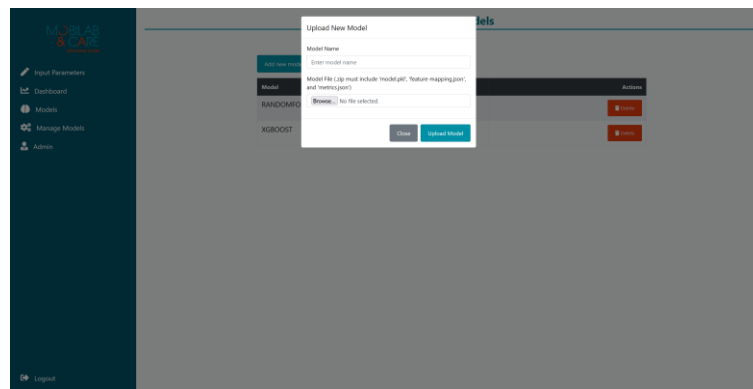 MOBILAB
& CARE
Input Parameters
Dashboard
Models
Manage Models
Admin
Logout
dels
Add new mode
Model
Actions
RANDOMFO
Delete
XGBOOST
Delete
Upload New Model
Model Name
Enter model name
Model File (.zip must include 'model.pkl', 'feature-mapping.json',
and 'metrics.json')
Browse... No file selected.
Close
Upload Model